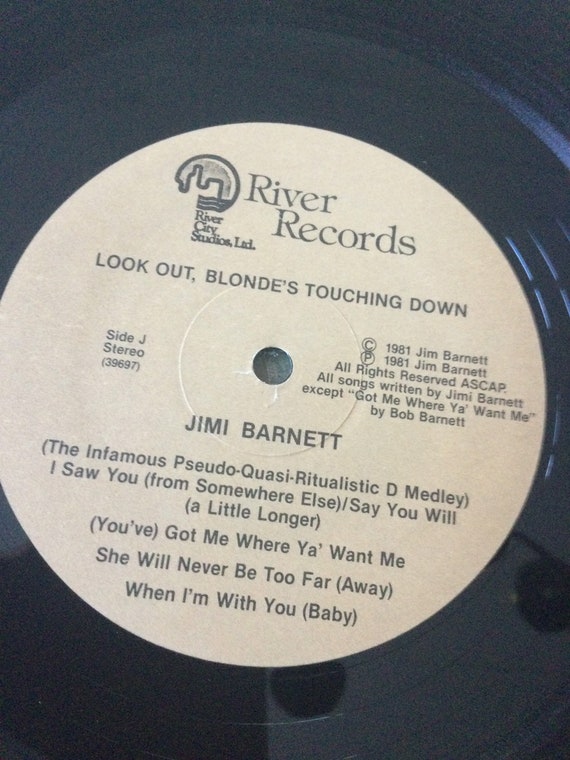 River
Records
River
City
Studios, Ltd.
LOOK OUT, BLONDE'S TOUCHING DOWN
Side J
Stereo
(39697)
© 1981 Jim Barnett
℗ 1981 Jim Barnett
All Rights Reserved ASCAP.
All songs written by Jimi Barnett
except "Got Me Where Ya' Want Me"
by Bob Barnett
JIMI BARNETT
(The Infamous Pseudo-Quasi-Ritualistic D Medley)
I Saw You (from Somewhere Else)/Say You Will
(a Little Longer)
(You've) Got Me Where Ya' Want Me
She Will Never Be Too Far (Away)
When I'm With You (Baby)